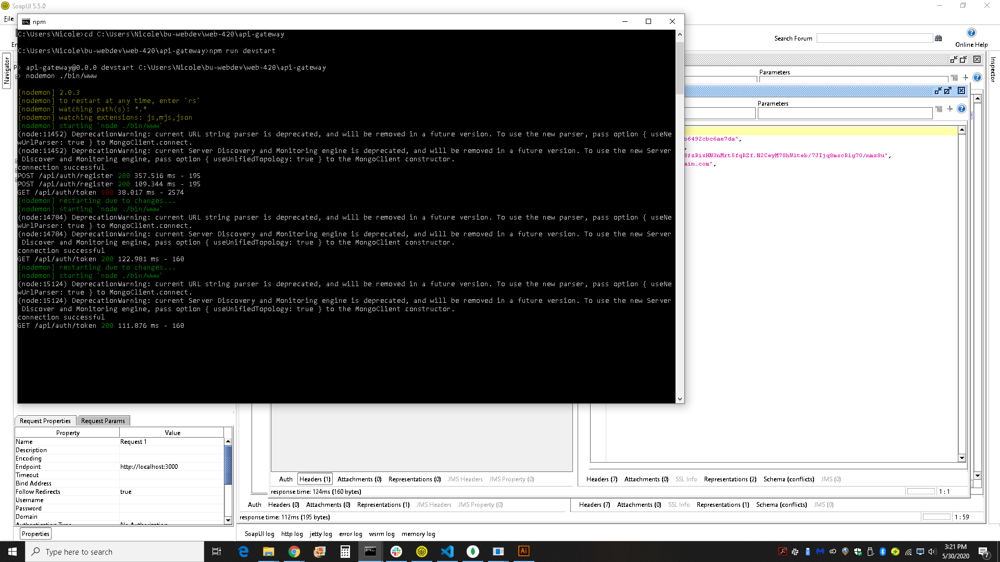 SoapUI 5.5.0
File
npm
C:\Users\Nicole>cd C:\Users\Nicole\bu-webdev\web-420\api-gateway
C:\Users\Nicole\bu-webdev\web-420\api-gateway>npm run devstart
> api-gateway@0.0.0 devstart C:\Users\Nicole\bu-webdev\web-420\api-gateway
> nodemon ./bin/www
[nodemon] 2.0.3
[nodemon] to restart at any time, enter `rs`
[nodemon] watching path(s): *.*
[nodemon] watching extensions: js,mjs,json
[nodemon] starting `node ./bin/www`
(node:11452) DeprecationWarning: current URL string parser is deprecated, and will be removed in a future version. To use the new parser, pass option { useNe
wUrlParser: true } to MongoClient.connect.
(node:11452) DeprecationWarning: current Server Discovery and Monitoring engine is deprecated, and will be removed in a future version. To use the new Server
Discover and Monitoring engine, pass option { useUnifiedTopology: true } to the MongoClient constructor.
connection successful
POST /api/auth/register 200 357.516 ms - 195
POST /api/auth/register 200 109.344 ms - 195
GET /api/auth/token 500 38.017 ms - 2574
[nodemon] restarting due to changes...
[nodemon] starting `node ./bin/www`
(node:14784) DeprecationWarning: current URL string parser is deprecated, and will be removed in a future version. To use the new parser, pass option { useNe
wUrlParser: true } to MongoClient.connect.
(node:14784) DeprecationWarning: current Server Discovery and Monitoring engine is deprecated, and will be removed in a future version. To use the new Server
Discover and Monitoring engine, pass option { useUnifiedTopology: true } to the MongoClient constructor.
connection successful
GET /api/auth/token 200 122.981 ms - 160
[nodemon] restarting due to changes...
[nodemon] starting `node ./bin/www`
(node:15124) DeprecationWarning: current URL string parser is deprecated, and will be removed in a future version. To use the new parser, pass option { useNe
wUrlParser: true } to MongoClient.connect.
(node:15124) DeprecationWarning: current Server Discovery and Monitoring engine is deprecated, and will be removed in a future version. To use the new Server
Discover and Monitoring engine, pass option { useUnifiedTopology: true } to the MongoClient constructor.
connection successful
GET /api/auth/token 200 111.876 ms - 160
Search Forum
Online Help
Navigator
Inspector
Parameters
Parameters
b6492cbc6ae7da",
8$zRixHN3nMrt5fqRZf.N2CeyM78hWlteb/7JIjq8mscRlg7O/nmz8u",
ain.com",
Request Properties Request Params
Property Value
Name Request 1
Description
Encoding
Endpoint http://localhost:3000
Timeout
Bind Address
Follow Redirects true
Username
Password
Domain
Authentication Type No Authorization
Properties
Auth Headers (1) Attachments (0) Representations (0) JMS Headers JMS Property (0)
Headers (7) Attachments (0) SSL Info Representations (2) Schema (conflicts) JMS (0)
response time: 124ms (160 bytes)
1 : 1
Auth Headers (0) Attachments (0) Representations (1) JMS Headers JMS Property (0)
Headers (7) Attachments (0) SSL Info Representations (1) Schema (conflicts) JMS (0)
response time: 112ms (195 bytes)
1 : 59
SoapUI log http log jetty log error log wsrm log memory log
Type here to search
Ai
3:21 PM
5/30/2020
7